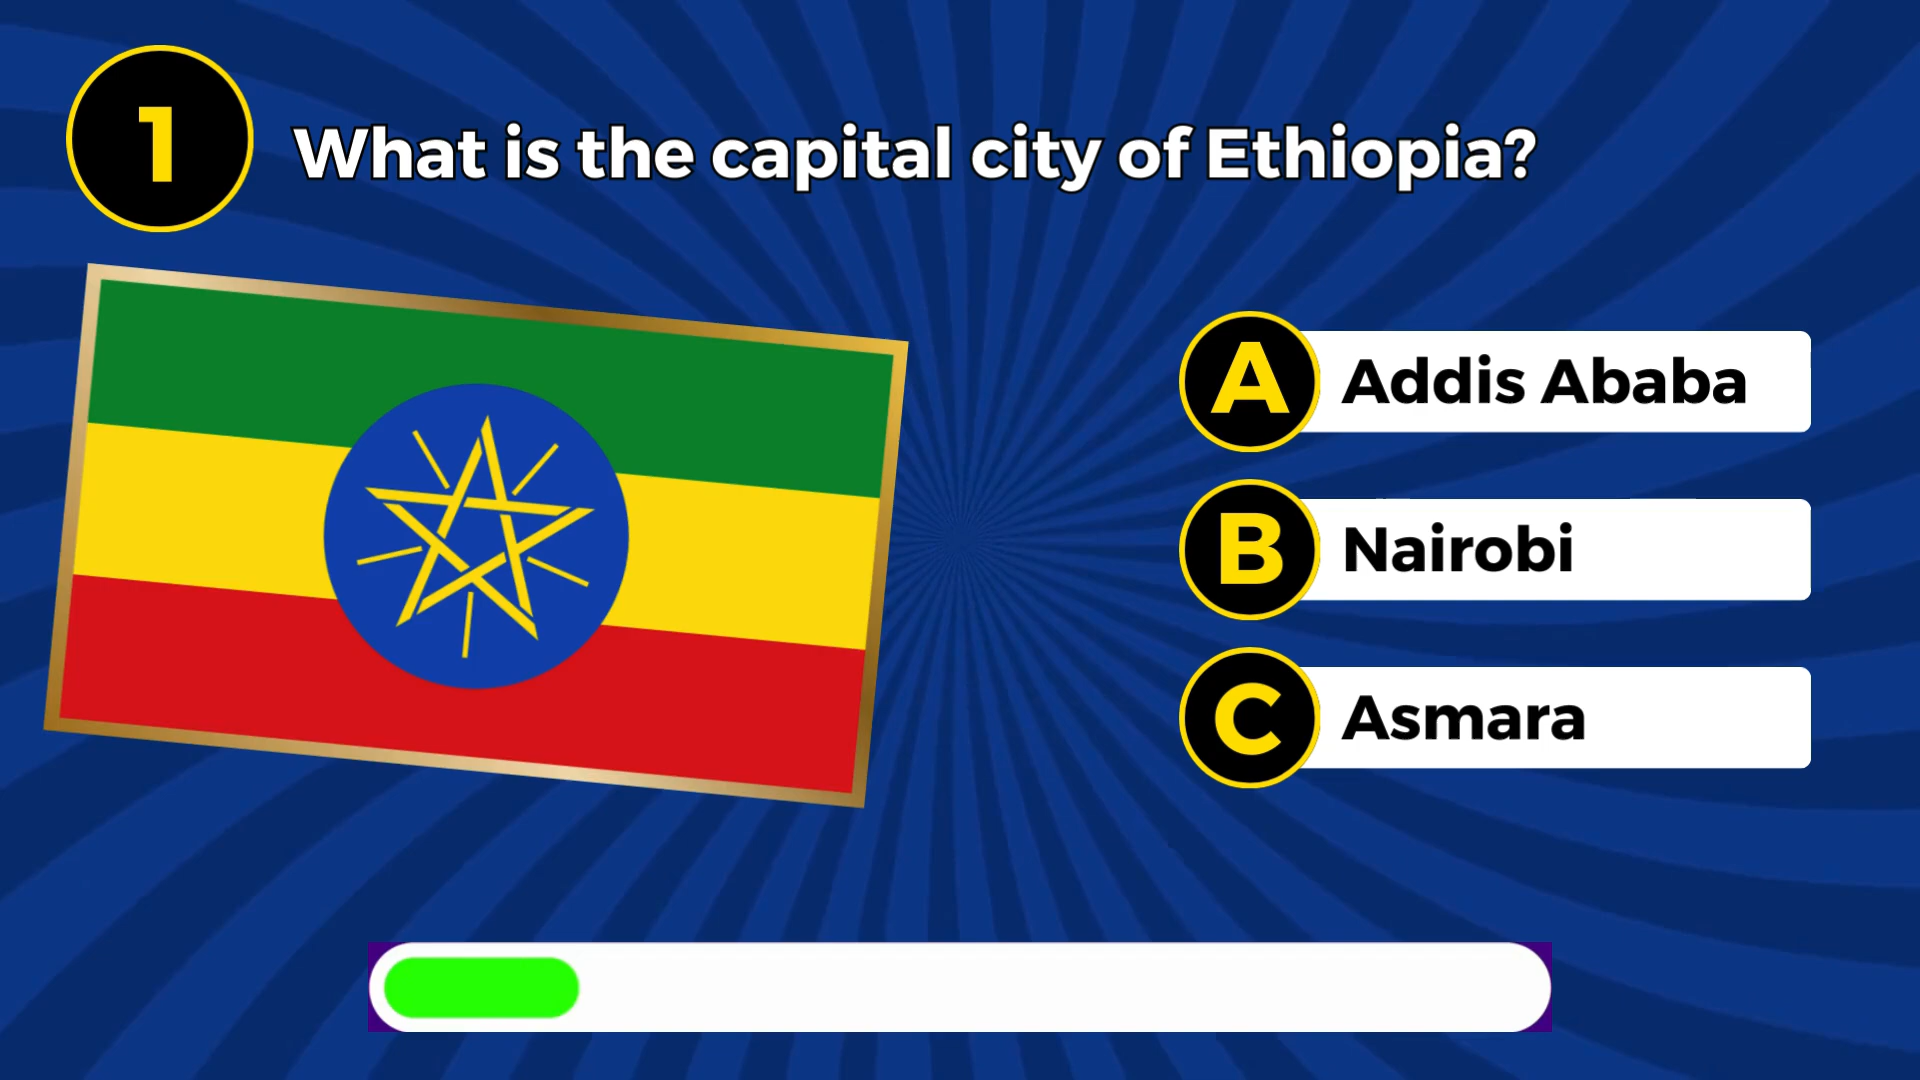 1
What is the capital city of Ethiopia?
A Addis Ababa
B Nairobi
C Asmara